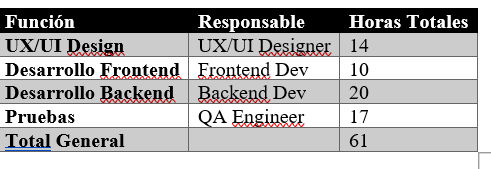 Función Responsable Horas Totales
UX/UI Design UX/UI Designer 14
Desarrollo Frontend Frontend Dev 10
Desarrollo Backend Backend Dev 20
Pruebas QA Engineer 17
Total General 61